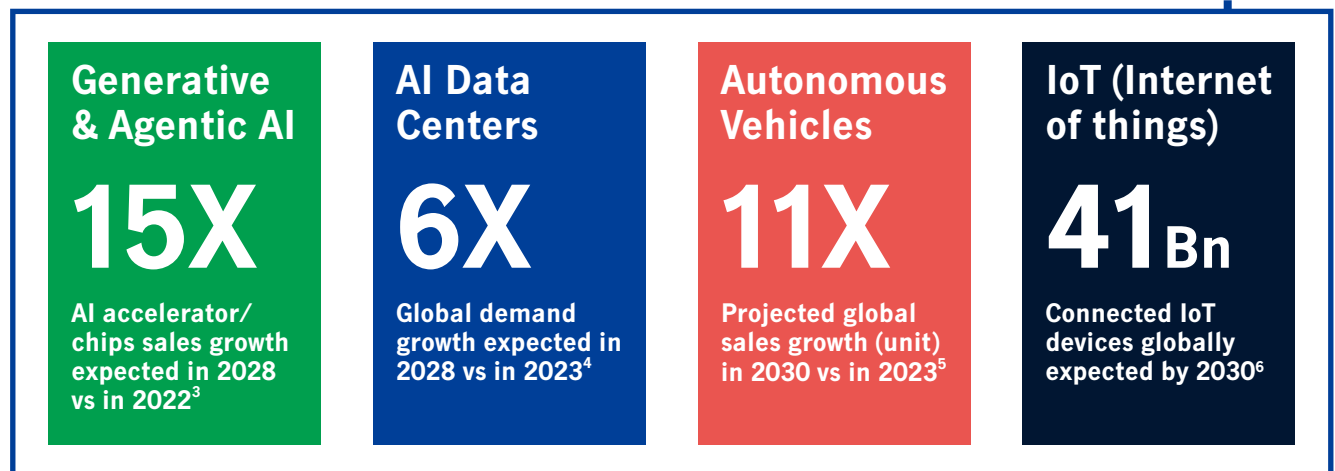 Generative
& Agentic AI
15X
AI accelerator/
chips sales growth
expected in 2028
vs in 2022³
AI Data
Centers
6X
Global demand
growth expected in
2028 vs in 2023⁴
Autonomous
Vehicles
11X
Projected global
sales growth (unit)
in 2030 vs in 2023⁵
IoT (Internet
of things)
41Bn
Connected IoT
devices globally
expected by 2030⁶